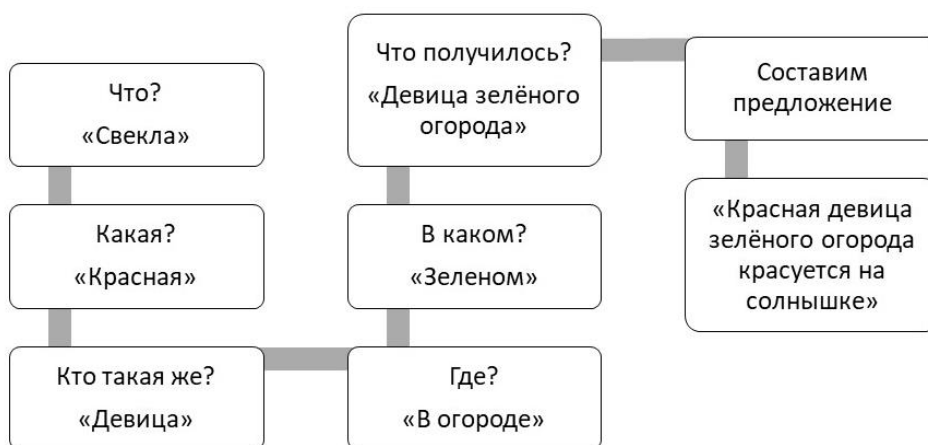 Что?
«Свекла»
Какая?
«Красная»
Кто такая же?
«Девица»
Где?
«В огороде»
В каком?
«Зеленом»
Что получилось?
«Девица зелёного
огорода»
Составим
предложение
«Красная девица
зелёного огорода
красуется на
солнышке»